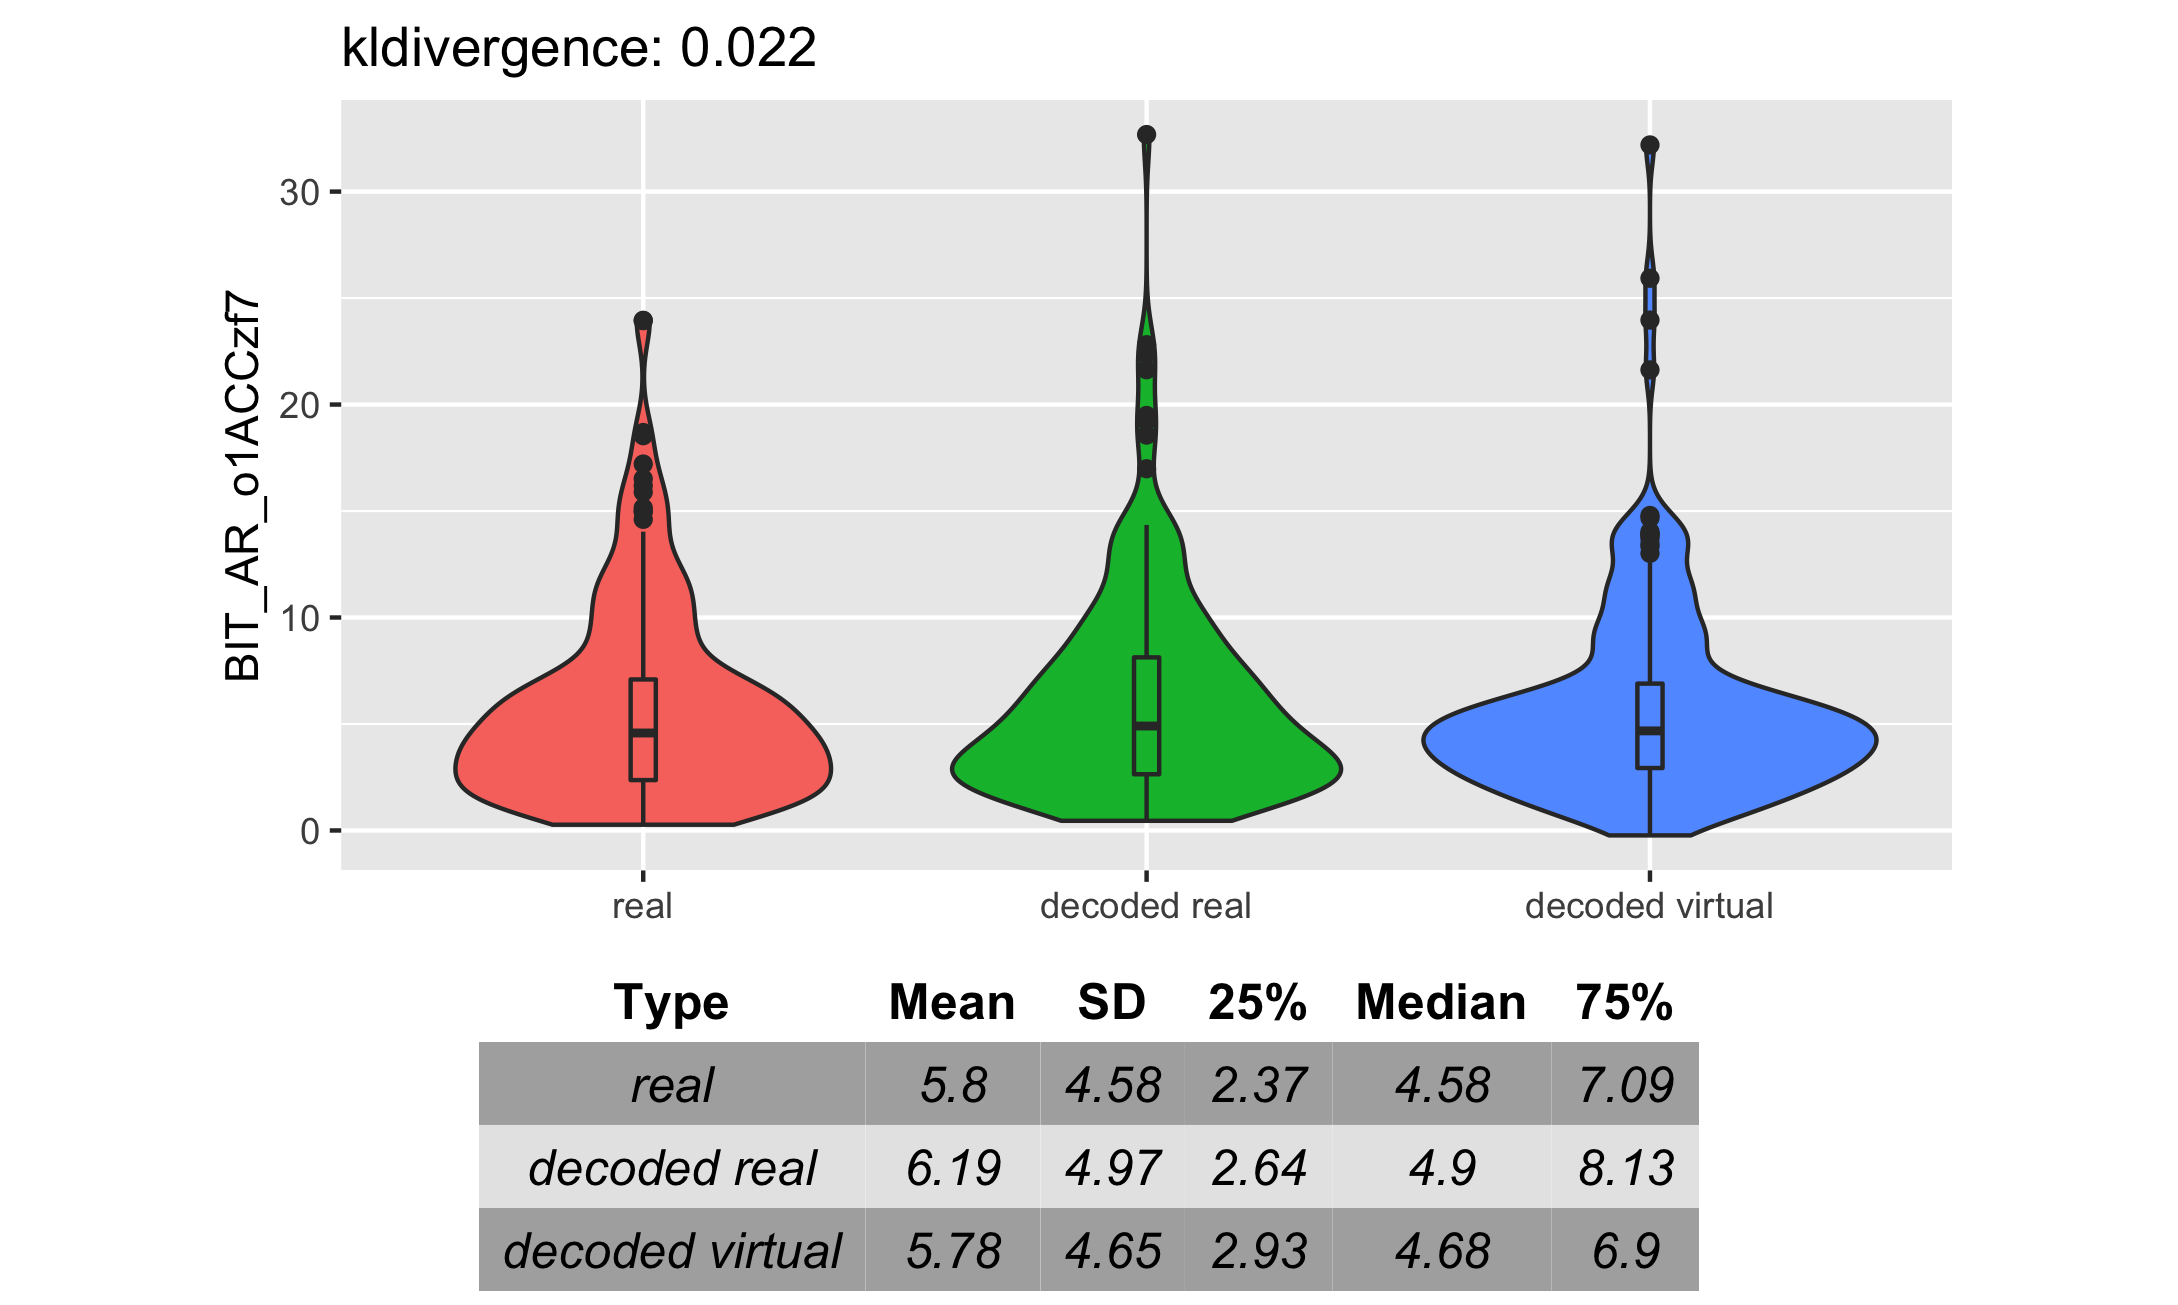 kldivergence: 0.022
BIT_AR_o1ACCzf7
30
20
10
0
real decoded real decoded virtual
Type Mean SD 25% Median 75%
real 5.8 4.58 2.37 4.58 7.09
decoded real 6.19 4.97 2.64 4.9 8.13
decoded virtual 5.78 4.65 2.93 4.68 6.9